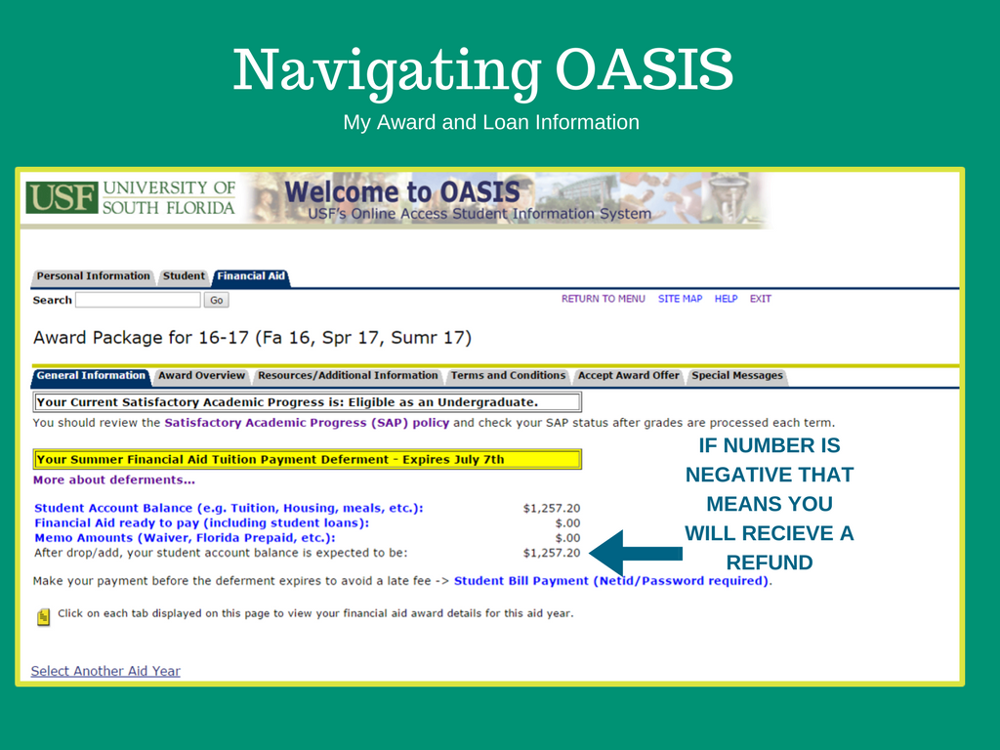 Navigating OASIS
My Award and Loan Information
USF UNIVERSITY OF
SOUTH FLORIDA
Welcome to OASIS
USF's Online Access Student Information System
Personal Information Student Financial Aid
Search Go RETURN TO MENU SITE MAP HELP EXIT
Award Package for 16-17 (Fa 16, Spr 17, Sumr 17)
General Information Award Overview Resources/Additional Information Terms and Conditions Accept Award Offer Special Messages
Your Current Satisfactory Academic Progress is: Eligible as an Undergraduate.
You should review the Satisfactory Academic Progress (SAP) policy and check your SAP status after grades are processed each term.
Your Summer Financial Aid Tuition Payment Deferment - Expires July 7th
More about deferments...
Student Account Balance (e.g. Tuition, Housing, meals, etc.): $1,257.20
Financial Aid ready to pay (including student loans): $.00
Memo Amounts (Waiver, Florida Prepaid, etc.): $.00
After drop/add, your student account balance is expected to be: $1,257.20
IF NUMBER IS
NEGATIVE THAT
MEANS YOU
WILL RECIEVE A
REFUND
Make your payment before the deferment expires to avoid a late fee -> Student Bill Payment (Netid/Password required).
Click on each tab displayed on this page to view your financial aid award details for this aid year.
Select Another Aid Year